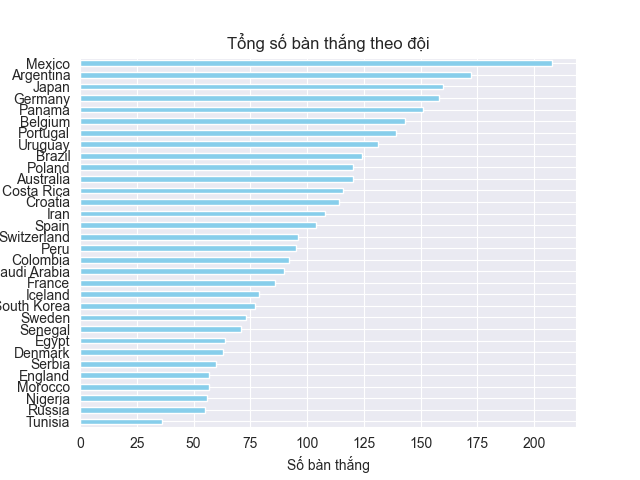 Tổng số bàn thắng theo đội
Mexico
Argentina
Japan
Germany
Panama
Belgium
Portugal
Uruguay
Brazil
Poland
Australia
Costa Rica
Croatia
Iran
Spain
Switzerland
Peru
Colombia
audi Arabia
France
Iceland
South Korea
Sweden
Senegal
Egypt
Denmark
Serbia
England
Morocco
Nigeria
Russia
Tunisia
0 25 50 75 100 125 150 175 200
Số bàn thắng